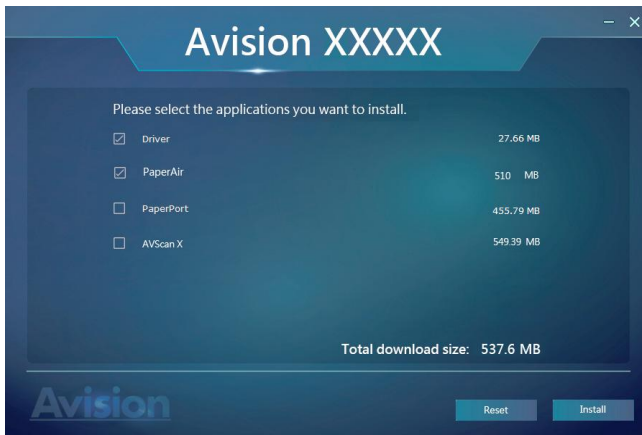 Avision XXXXX
Please select the applications you want to install.
Driver 27.66 MB
PaperAir 510 MB
PaperPort 455.79 MB
AVScan X 549.39 MB
Total download size: 537.6 MB
Avision
Reset Install